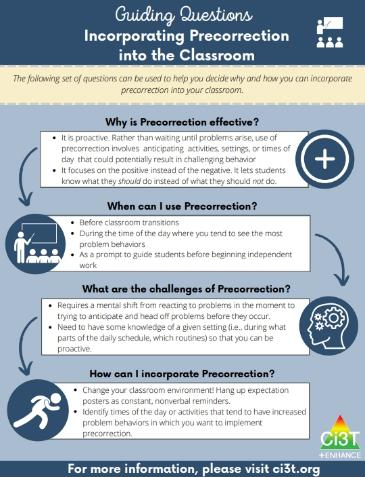 Guiding Questions
Incorporating Precorrection
into the Classroom
The following set of questions can be used to help you decide why and how you can incorporate
precorrection into your classroom.
Why is Precorrection effective?
• It is proactive. Rather than waiting until problems arise, use of
precorrection involves anticipating activities, settings, or times of
day that could potentially result in challenging behavior
• It focuses on the positive instead of the negative. It lets students
know what they should do instead of what they should not do.
When can I use Precorrection?
• Before classroom transitions
• During the time of the day where you tend to see the most
problem behaviors
• As a prompt to guide students before beginning independent
work
What are the challenges of Precorrection?
• Requires a mental shift from reacting to problems in the moment to
trying to anticipate and head off problems before they occur.
• Need to have some knowledge of a given setting (i.e., during what
parts of the daily schedule, which routines) so that you can be
proactive.
How can I incorporate Precorrection?
• Change your classroom environment! Hang up expectation
posters as constant, nonverbal reminders.
• Identify times of the day or activities that tend to have increased
problem behaviors in which you want to implement
precorrection.
Ci3T
+ENHANCE
For more information, please visit ci3t.org